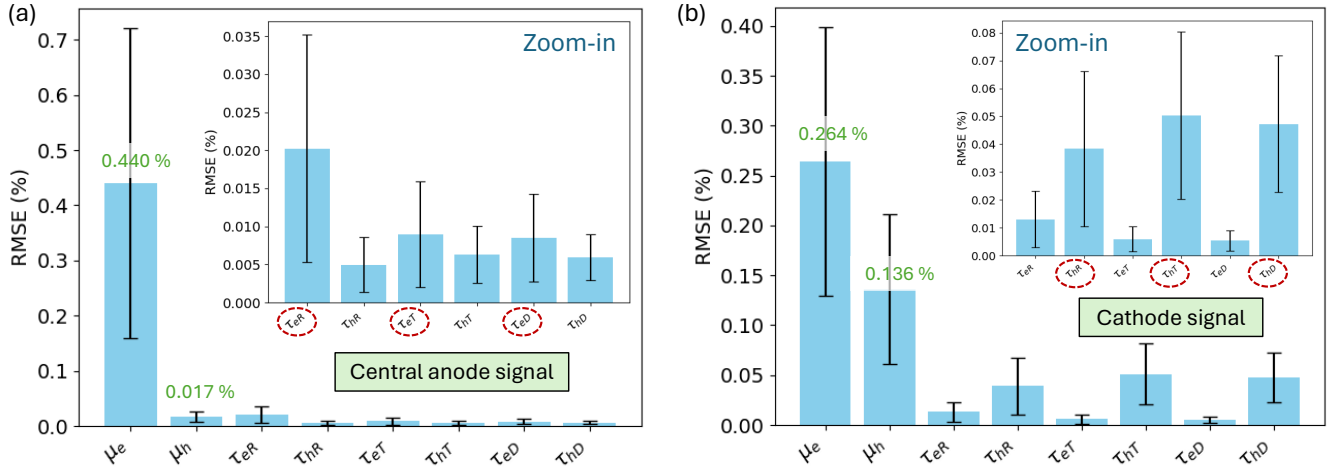 (a)
RMSE (%)
0.7
0.6
0.5
0.4
0.3
0.2
0.1
0.0
0.440 %
0.017 %
μe
μh
τeR
τhR
τeT
τhT
τeD
τhD
Zoom-in
RMSE (%)
0.035
0.030
0.025
0.020
0.015
0.010
0.005
0.000
τeR
τhR
τeT
τhT
τeD
τhD
Central anode signal
(b)
RMSE (%)
0.40
0.35
0.30
0.25
0.20
0.15
0.10
0.05
0.00
0.264 %
0.136 %
μe
μh
τeR
τhR
τeT
τhT
τeD
τhD
Zoom-in
RMSE (%)
0.08
0.07
0.06
0.05
0.04
0.03
0.02
0.01
0.00
τeR
τhR
τeT
τhT
τeD
τhD
Cathode signal